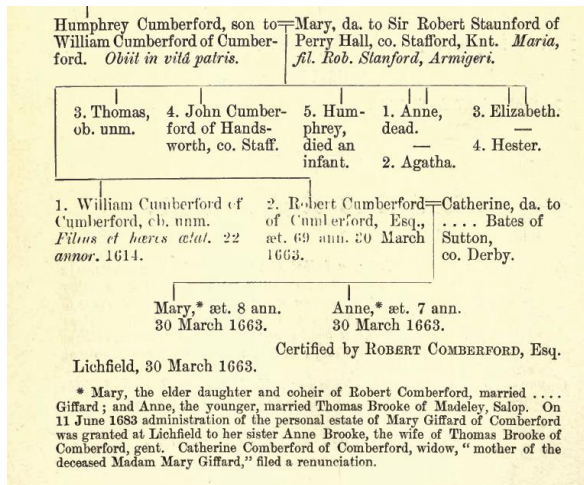 Humphrey Cumberford, son to
William Cumberford of Cumber-
ford. Obiit in vitâ patris.
Mary, da. to Sir Robert Staunford of
Perry Hall, co. Stafford, Knt. Maria,
fil. Rob. Stanford, Armigeri.
3. Thomas,
ob. unm.
4. John Cumber-
ford of Hands-
worth, co. Staff.
5. Hum-
phrey,
died an
infant.
1. Anne,
dead.
—
2. Agatha.
3. Elizabeth.
—
4. Hester.
1. William Cumberford of
Cumberford, ob. unm.
Filius et hæres ætat. 22
annor. 1614.
2. Robert Cumberford
of Cumberford, Esq.,
æt. 69 ann. 30 March
1663.
Catherine, da. to
.... Bates of
Sutton,
co. Derby.
Mary,* æt. 8 ann.
30 March 1663.
Anne,* æt. 7 ann.
30 March 1663.
Certified by ROBERT COMBERFORD, Esq.
Lichfield, 30 March 1663.
* Mary, the elder daughter and coheir of Robert Comberford, married ....
Giffard; and Anne, the younger, married Thomas Brooke of Madeley, Salop. On
11 June 1683 administration of the personal estate of Mary Giffard of Comberford
was granted at Lichfield to her sister Anne Brooke, the wife of Thomas Brooke of
Comberford, gent. Catherine Comberford of Comberford, widow, "mother of the
deceased Madam Mary Giffard," filed a renunciation.